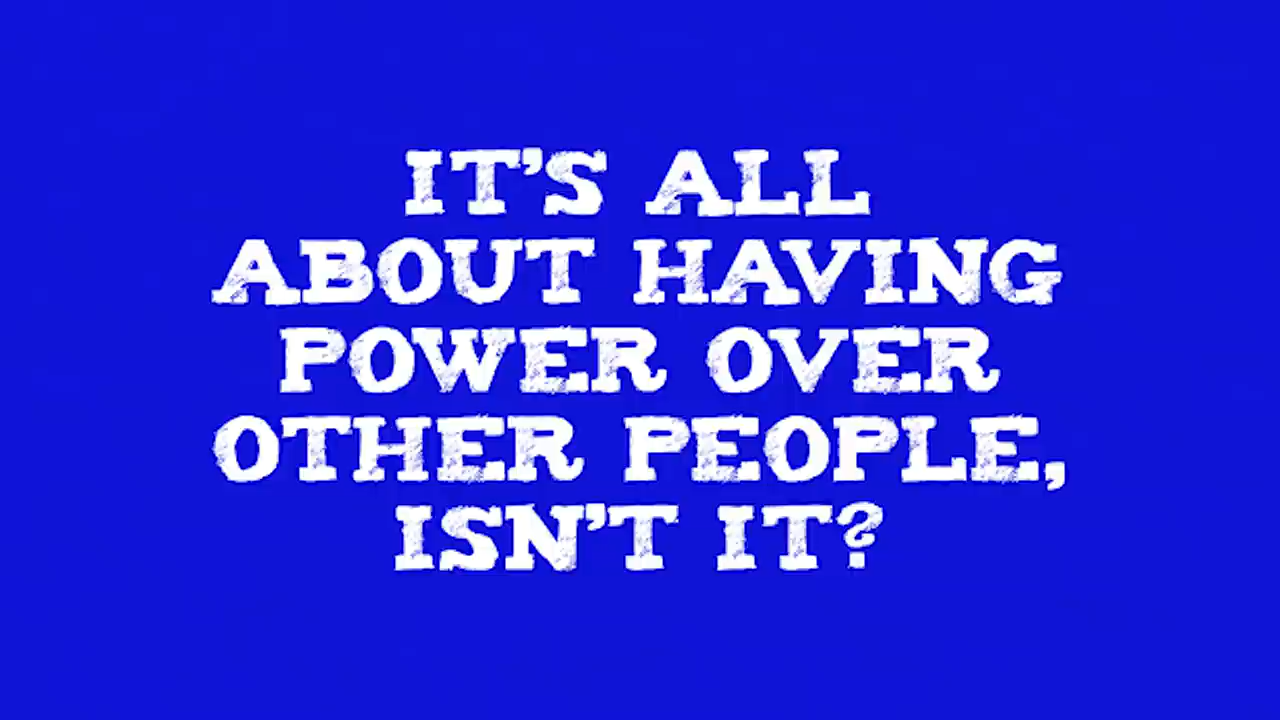 IT'S ALL
ABOUT HAVING
POWER OVER
OTHER PEOPLE,
ISN'T IT?